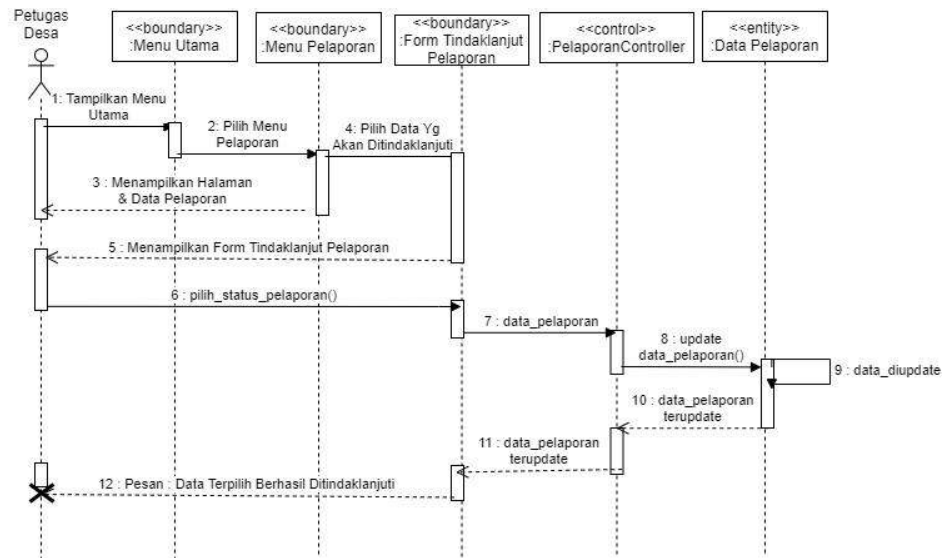 Petugas
Desa
<<boundary>>
:Menu Utama
<<boundary>>
:Menu Pelaporan
<<boundary>>
:Form Tindaklanjut
Pelaporan
<<control>>
:PelaporanController
<<entity>>
:Data Pelaporan
1: Tampilkan Menu
Utama
2: Pilih Menu
Pelaporan
4: Pilih Data Yg
Akan Ditindaklanjuti
3 : Menampilkan Halaman
& Data Pelaporan
5 : Menampilkan Form Tindaklanjut Pelaporan
6 : pilih_status_pelaporan()
7 : data_pelaporan
8 : update
data_pelaporan()
9 : data_diupdate
10 : data_pelaporan
terupdate
11 : data_pelaporan
terupdate
12 : Pesan : Data Terpilih Berhasil Ditindaklanjuti